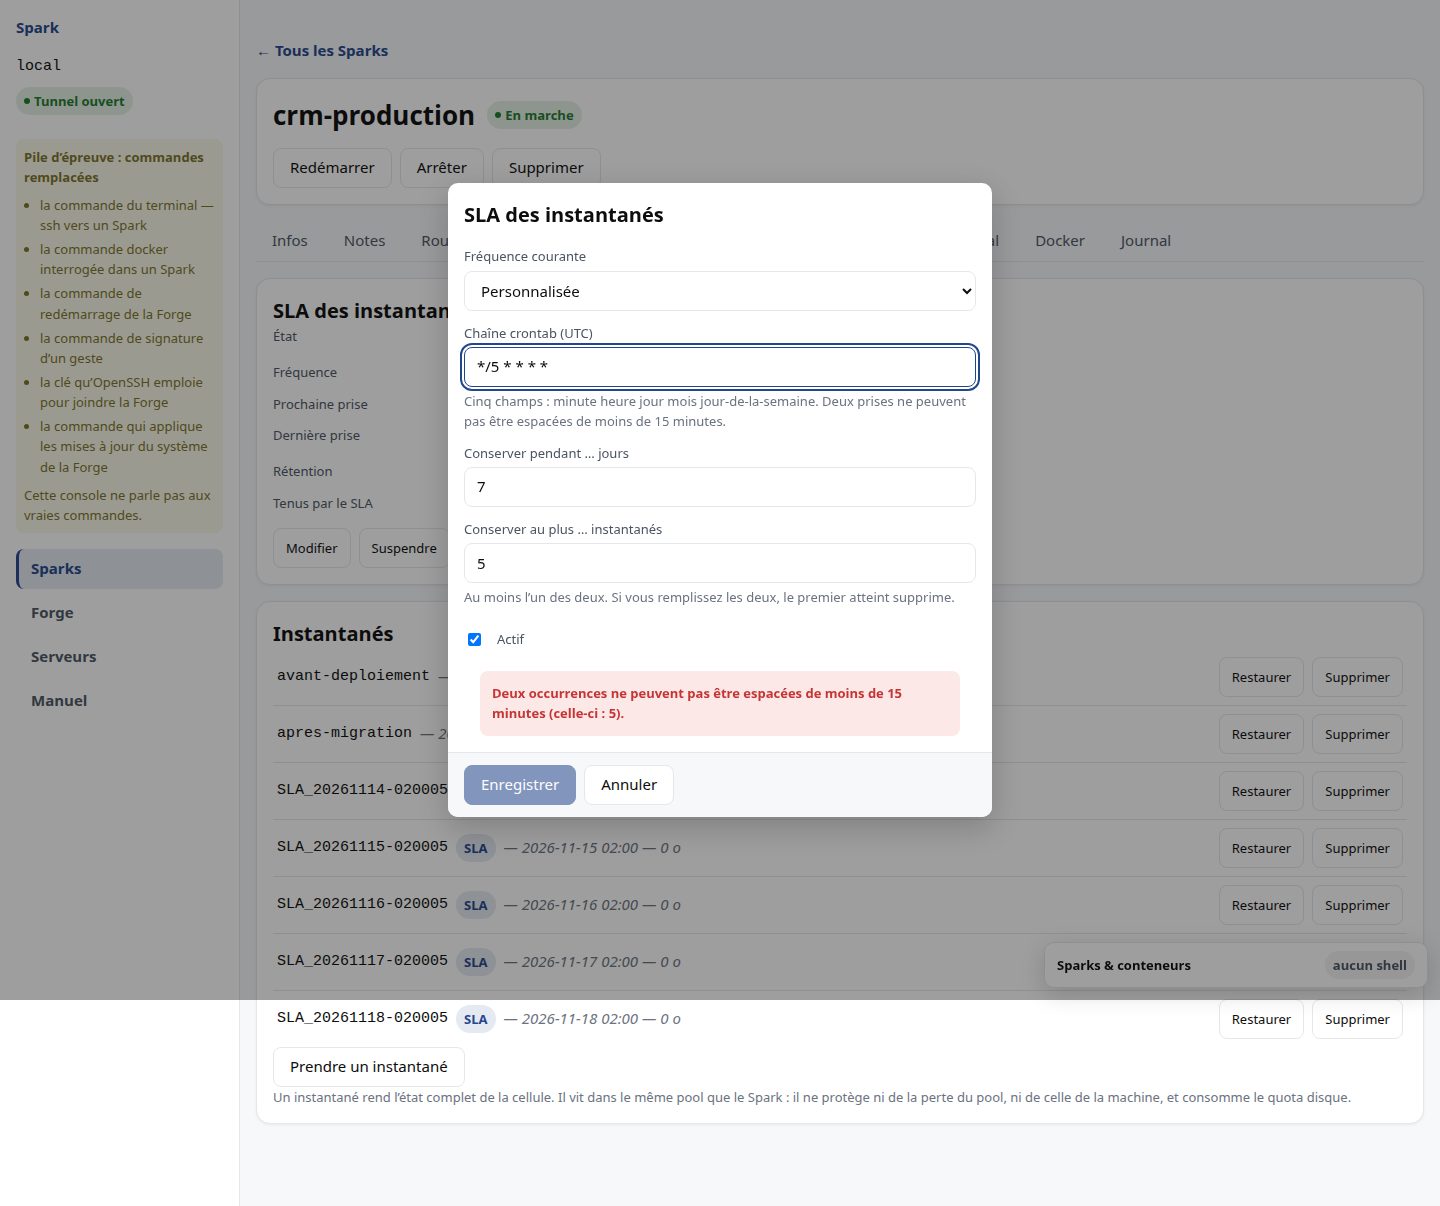 Spark
local
Tunnel ouvert
Pile d’épreuve : commandes
remplacées
la commande du terminal —
ssh vers un Spark
la commande docker
interrogée dans un Spark
la commande de
redémarrage de la Forge
la commande de signature
d’un geste
la clé qu’OpenSSH emploie
pour joindre la Forge
la commande qui applique
les mises à jour du système
de la Forge
Cette console ne parle pas aux
vraies commandes.
Sparks
Forge
Serveurs
Manuel
← Tous les Sparks
crm-production
En marche
Redémarrer Arrêter Supprimer
Infos Notes Docker Journal
État
Fréquence
Prochaine prise
Dernière prise
Rétention
Tenus par le SLA
Modifier Suspendre
SLA des instantanés
Fréquence courante
Personnalisée
Chaîne crontab (UTC)
*/5 * * * *
Cinq champs : minute heure jour mois jour-de-la-semaine. Deux prises ne peuvent
pas être espacées de moins de 15 minutes.
Conserver pendant … jours
7
Conserver au plus … instantanés
5
Au moins l’un des deux. Si vous remplissez les deux, le premier atteint supprime.
Actif
Deux occurrences ne peuvent pas être espacées de moins de 15
minutes (celle-ci : 5).
Enregistrer Annuler
Instantanés
avant-deploiement — Restaurer Supprimer
apres-migration — Restaurer Supprimer
SLA_20261114-020005 Restaurer Supprimer
SLA_20261115-020005 SLA — 2026-11-15 02:00 — 0 o Restaurer Supprimer
SLA_20261116-020005 SLA — 2026-11-16 02:00 — 0 o Restaurer Supprimer
SLA_20261117-020005 SLA — 2026-11-17 02:00 — 0 o
Sparks & conteneurs aucun shell
SLA_20261118-020005 SLA — 2026-11-18 02:00 — 0 o Restaurer Supprimer
Prendre un instantané
Un instantané rend l’état complet de la cellule. Il vit dans le même pool que le Spark : il ne protège ni de la perte du pool, ni de celle de la machine, et consomme le quota disque.